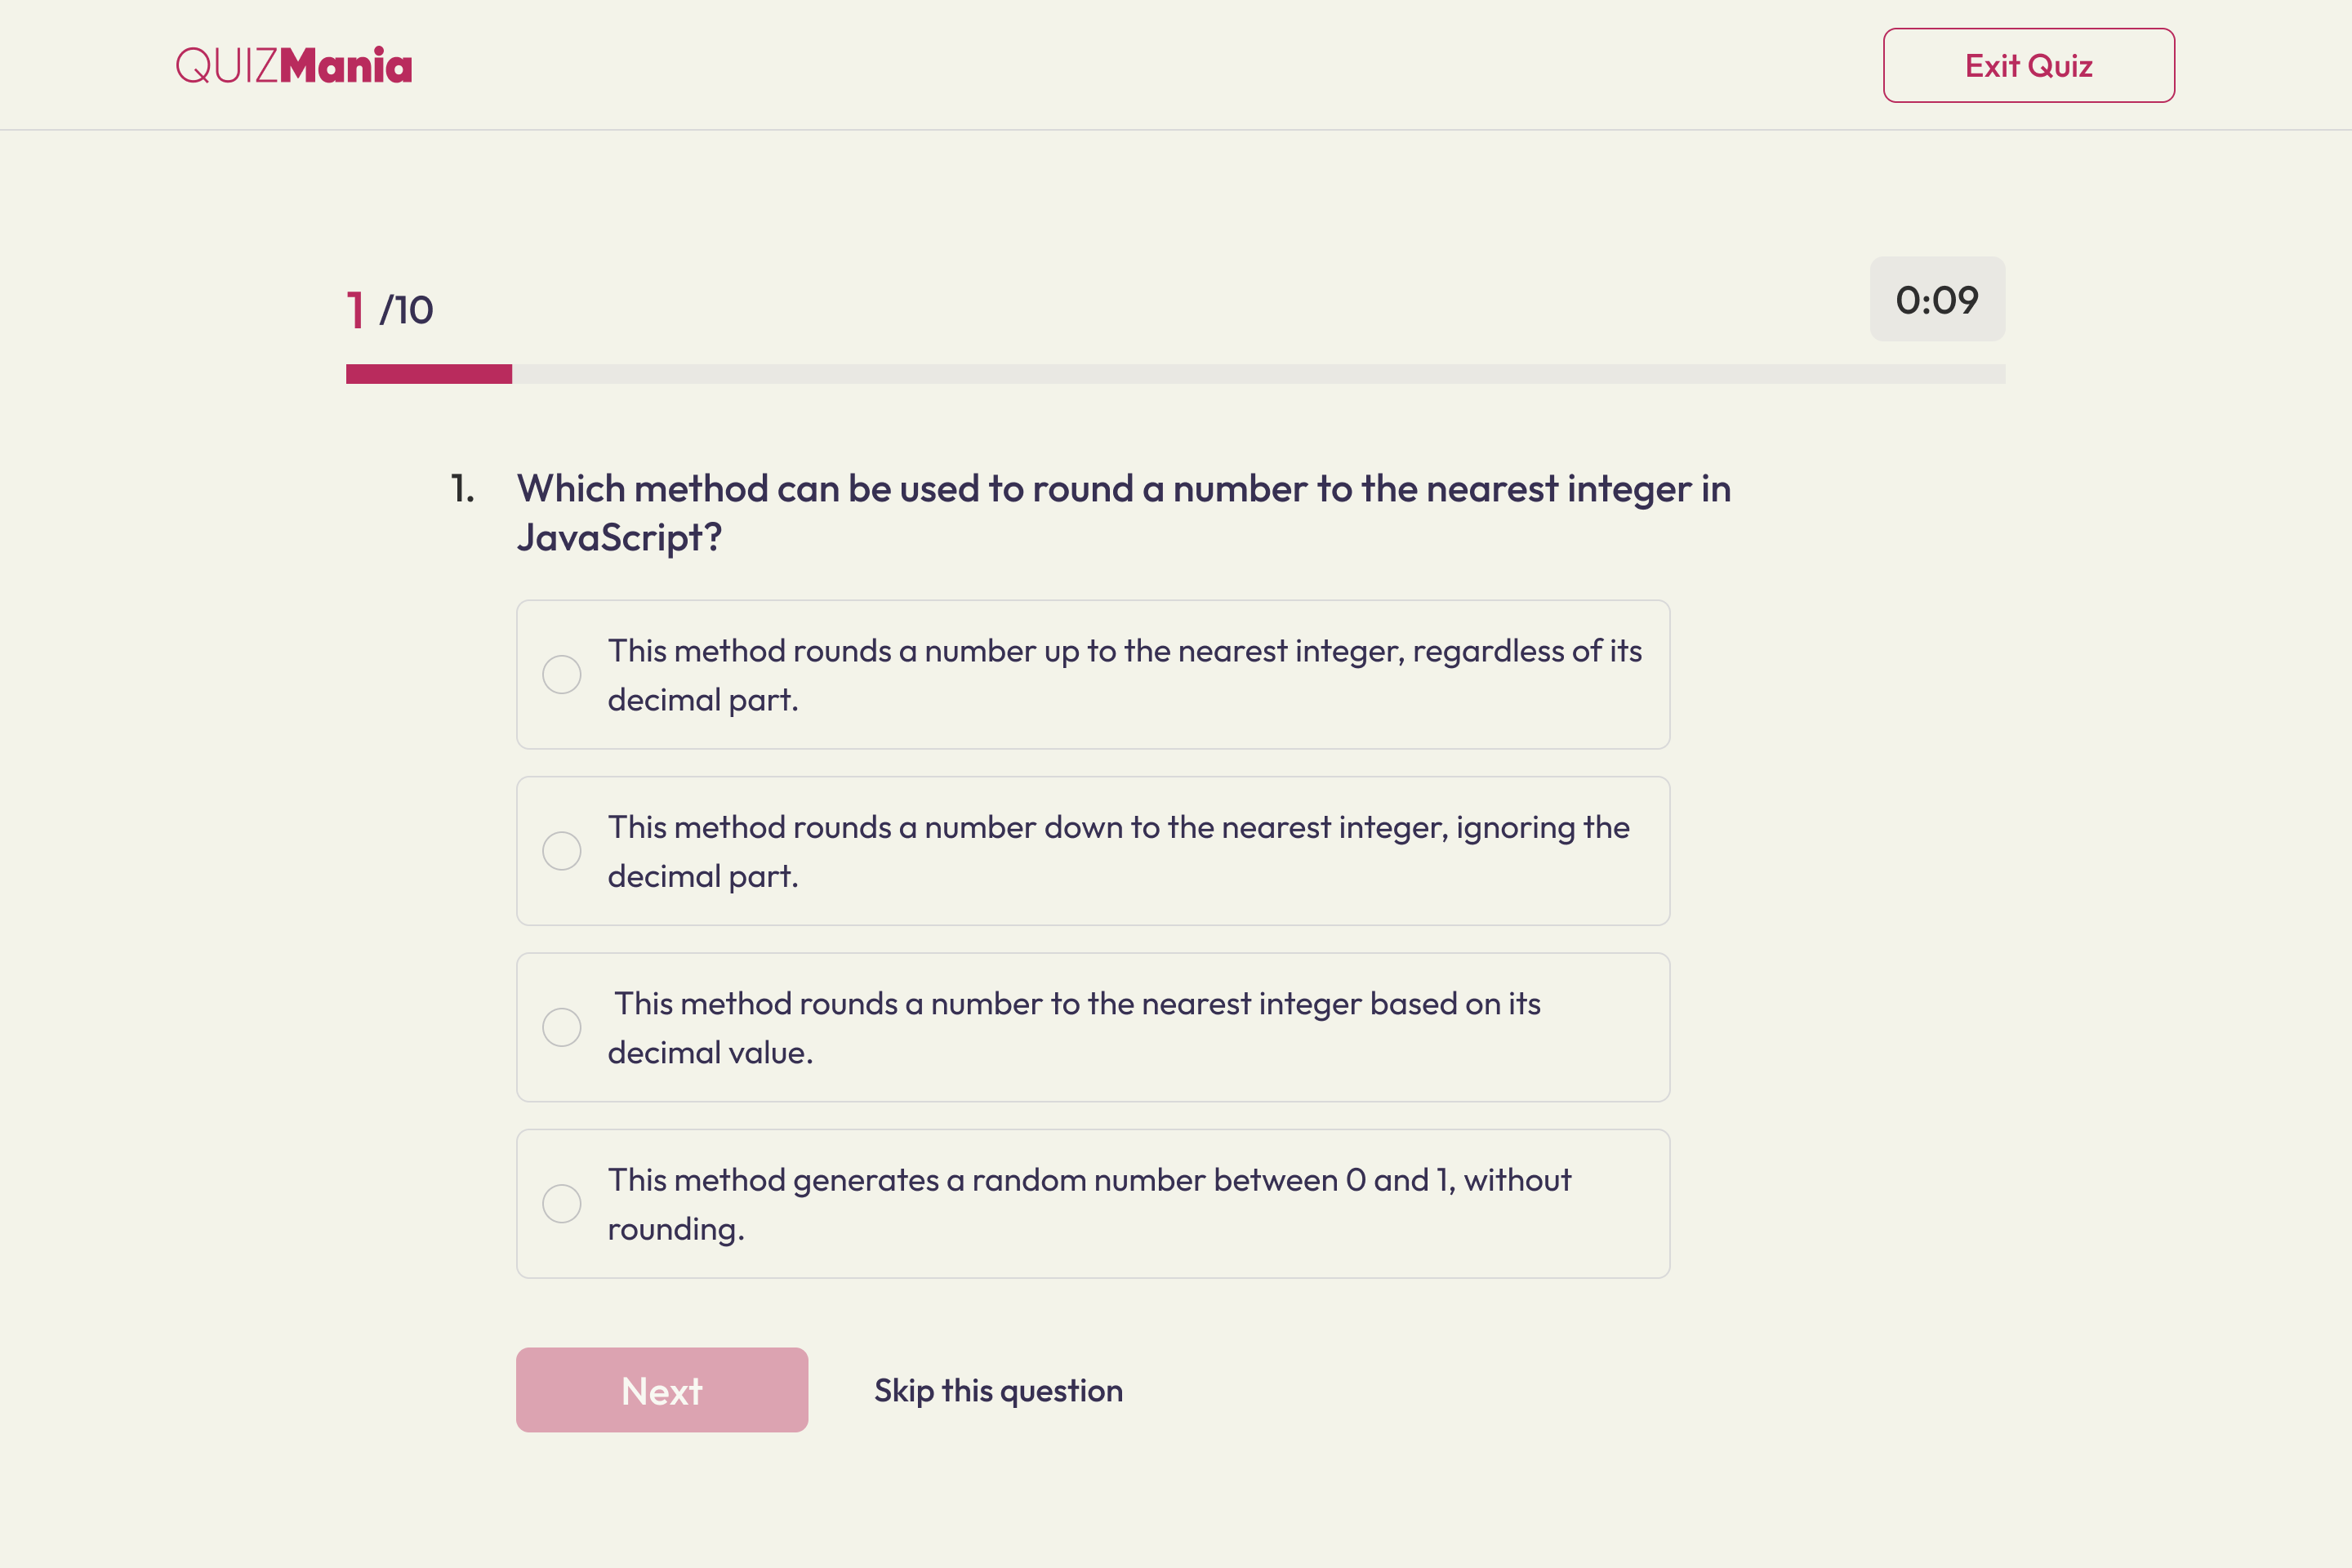 QUIZMania
Exit Quiz
1 /10
0:09
1. Which method can be used to round a number to the nearest integer in
JavaScript?
This method rounds a number up to the nearest integer, regardless of its
decimal part.
This method rounds a number down to the nearest integer, ignoring the
decimal part.
This method rounds a number to the nearest integer based on its
decimal value.
This method generates a random number between 0 and 1, without
rounding.
Next
Skip this question